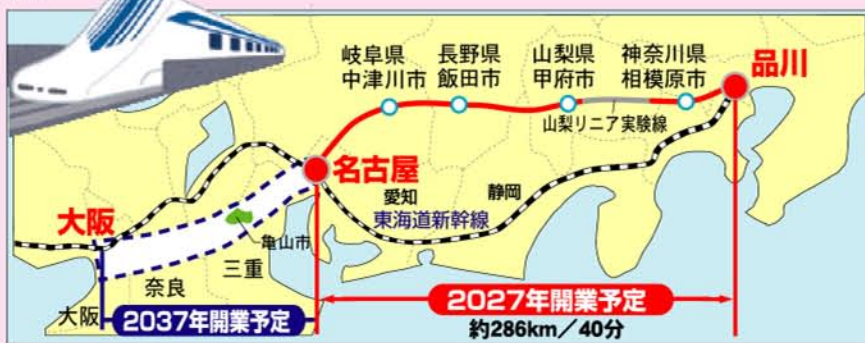 岐阜県
中津川市
長野県
飯田市
山梨県
甲府市
神奈川県
相模原市
品川
山梨リニア実験線
名古屋
愛知
静岡
東海道新幹線
大阪
亀山市
三重
奈良
大阪
2037年開業予定
2027年開業予定
約286km／40分